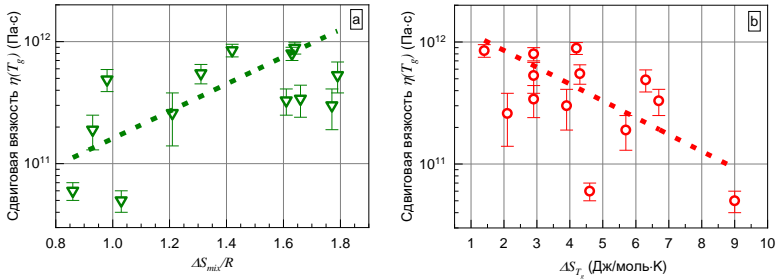 a
Сдвиговая вязкость η(T_g) (Па·с)
10¹²
10¹¹
0.8 1.0 1.2 1.4 1.6 1.8
ΔS_mix/R
b
Сдвиговая вязкость η(T_g) (Па·с)
10¹²
10¹¹
1 2 3 4 5 6 7 8 9 10
ΔS_T_g (Дж/моль·К)